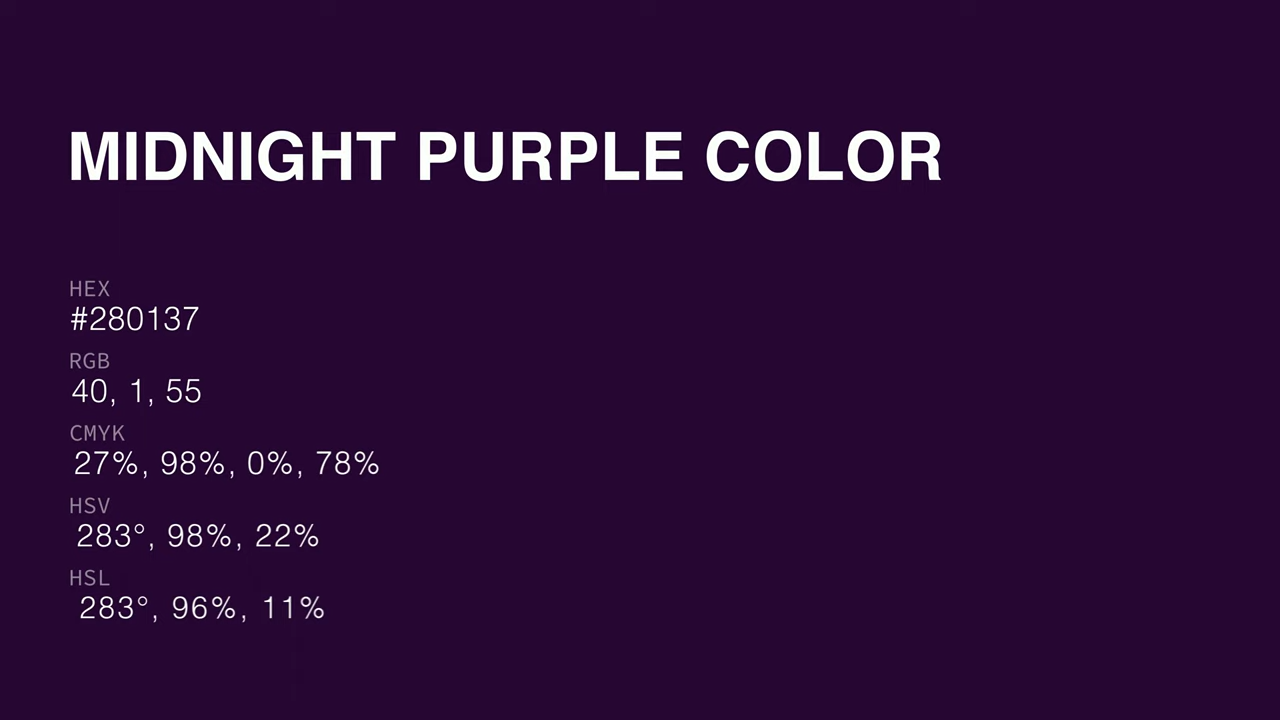 MIDNIGHT PURPLE COLOR
HEX
#280137
RGB
40, 1, 55
CMYK
27%, 98%, 0%, 78%
HSV
283°, 98%, 22%
HSL
283°, 96%, 11%